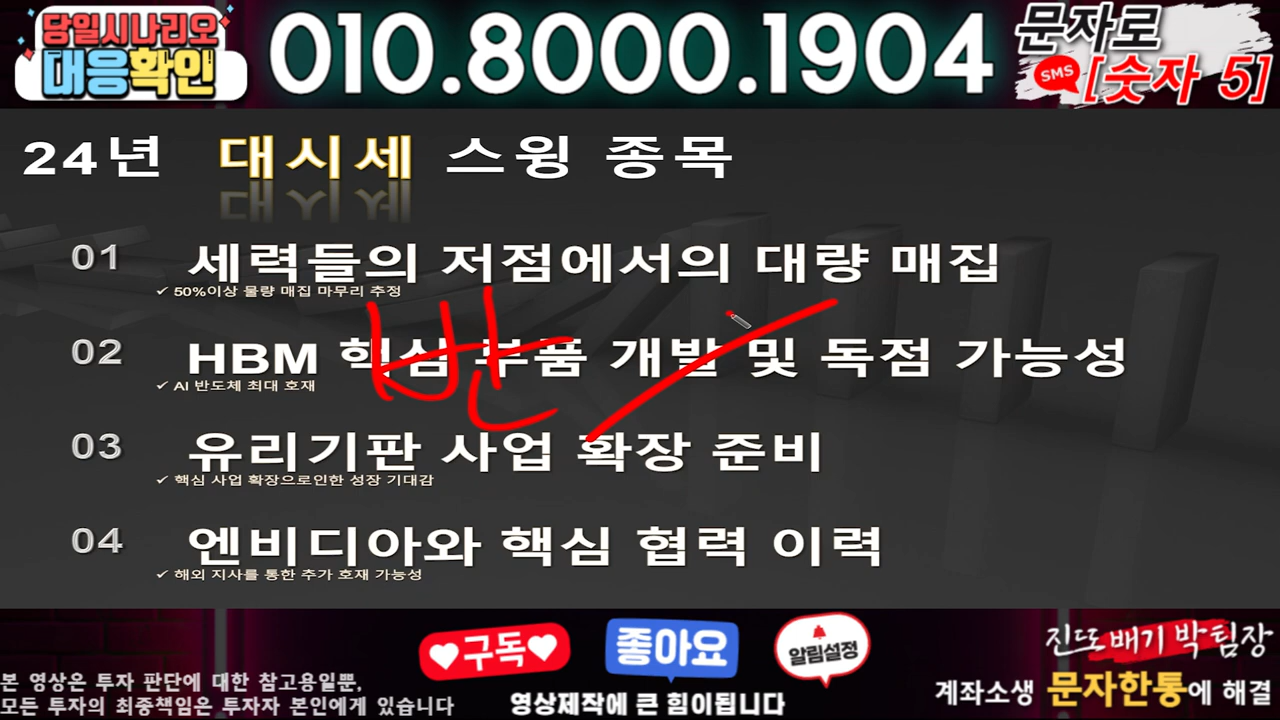 당일시나리오
대응확인
010.8000.1904
문자로
SMS
[숫자 5]
24년 대시세 스윙 종목
01 세력들의 저점에서의 대량 매집
✓ 50%이상 물량 매집 마무리 추정
02 HBM 핵심 부품 개발 및 독점 가능성
✓ AI 반도체 최대 호재
반
03 유리기판 사업 확장 준비
✓ 핵심 사업 확장으로인한 성장 기대감
04 엔비디아와 핵심 협력 이력
✓ 해외 지사를 통한 추가 호재 가능성
구독
좋아요
알림설정
영상제작에 큰 힘이됩니다
본 영상은 투자 판단에 대한 참고용일뿐,
모든 투자의 최종책임은 투자자 본인에게 있습니다
진또배기 박팀장
계좌소생 문자한통에 해결